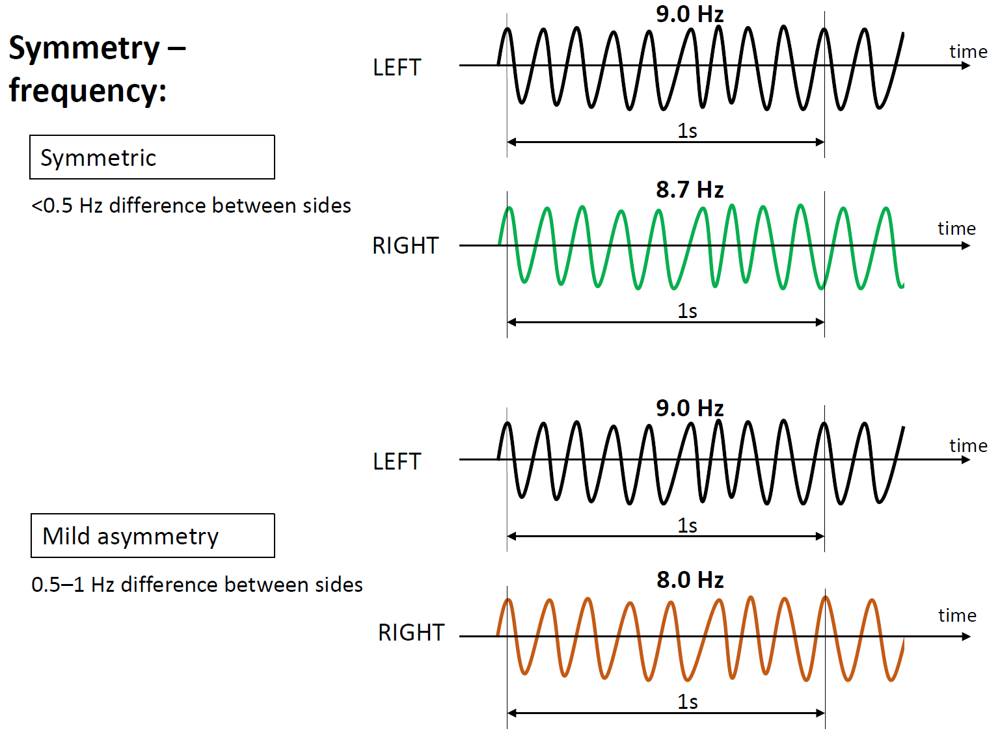 Symmetry –
frequency:
Symmetric
<0.5 Hz difference between sides
9.0 Hz
LEFT
time
1s
8.7 Hz
RIGHT
time
1s
Mild asymmetry
0.5–1 Hz difference between sides
9.0 Hz
LEFT
time
1s
8.0 Hz
RIGHT
time
1s